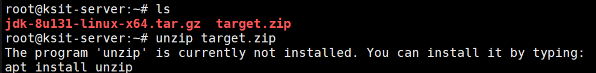 root@ksit-server:~# ls
jdk-8u131-linux-x64.tar.gz  target.zip
root@ksit-server:~# unzip target.zip
The program 'unzip' is currently not installed. You can install it by typing:
apt install unzip